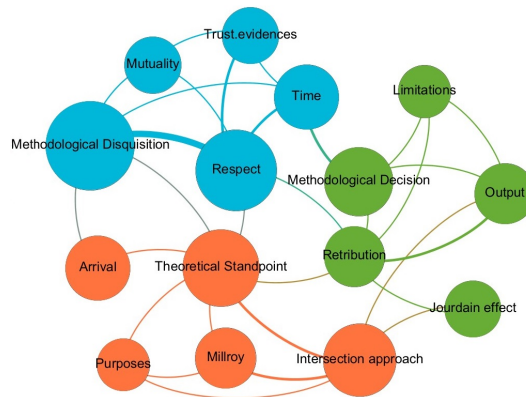 Trust.evidences
Mutuality
Time
Limitations
Methodological Disquisition
Respect
Methodological Decision
Output
Arrival
Theoretical Standpoint
Retribution
Jourdain effect
Purposes
Millroy
Intersection approach